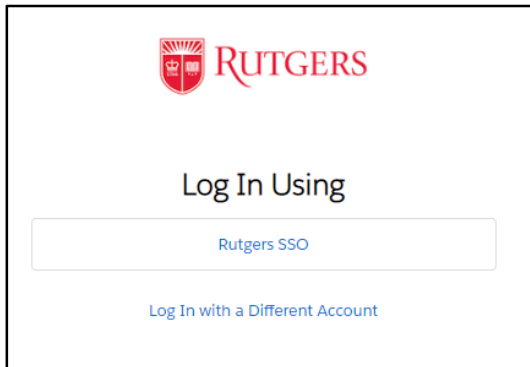 RUTGERS
Log In Using
Rutgers SSO
Log In with a Different Account